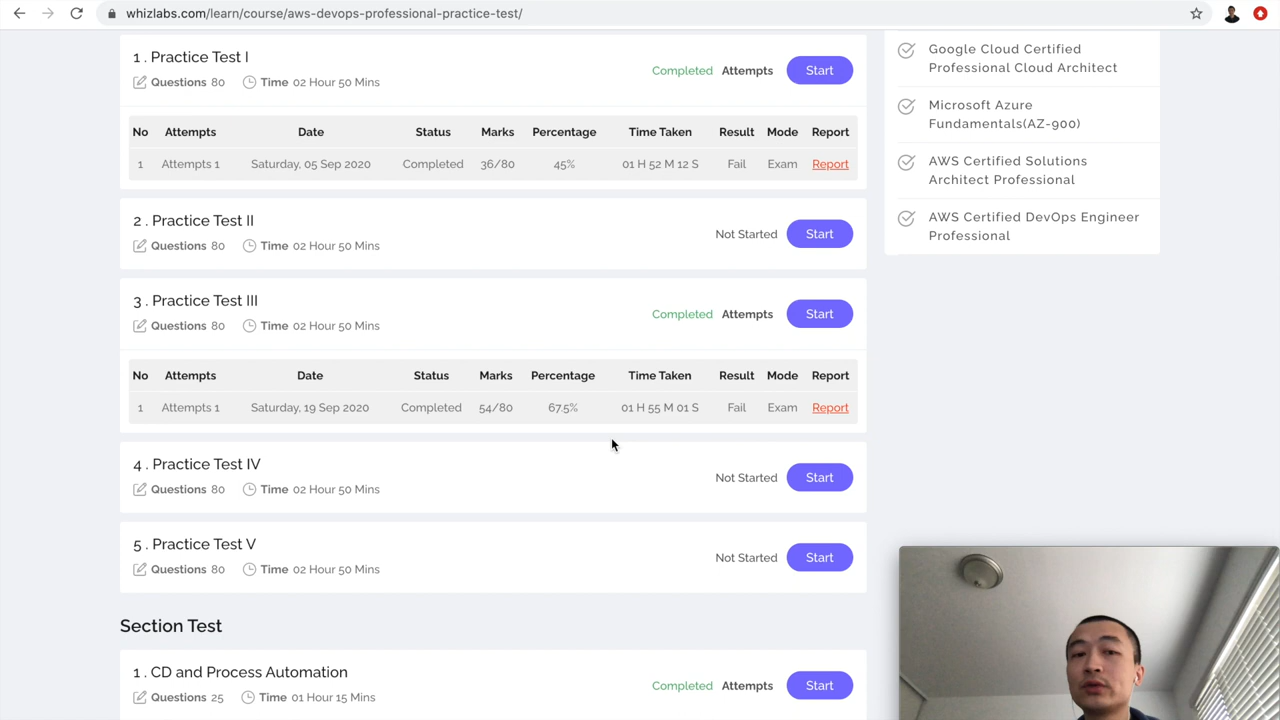 whizlabs.com/learn/course/aws-devops-professional-practice-test/
1 . Practice Test I
Questions 80 Time 02 Hour 50 Mins
Completed Attempts Start
No Attempts Date Status Marks Percentage Time Taken Result Mode Report
1 Attempts 1 Saturday, 05 Sep 2020 Completed 36/80 45% 01 H 52 M 12 S Fail Exam Report
2 . Practice Test II
Questions 80 Time 02 Hour 50 Mins
Not Started Start
3 . Practice Test III
Questions 80 Time 02 Hour 50 Mins
Completed Attempts Start
No Attempts Date Status Marks Percentage Time Taken Result Mode Report
1 Attempts 1 Saturday, 19 Sep 2020 Completed 54/80 67.5% 01 H 55 M 01 S Fail Exam Report
4 . Practice Test IV
Questions 80 Time 02 Hour 50 Mins
Not Started Start
5 . Practice Test V
Questions 80 Time 02 Hour 50 Mins
Not Started Start
Section Test
1 . CD and Process Automation
Questions 25 Time 01 Hour 15 Mins
Completed Attempts Start
Google Cloud Certified
Professional Cloud Architect
Microsoft Azure
Fundamentals(AZ-900)
AWS Certified Solutions
Architect Professional
AWS Certified DevOps Engineer
Professional